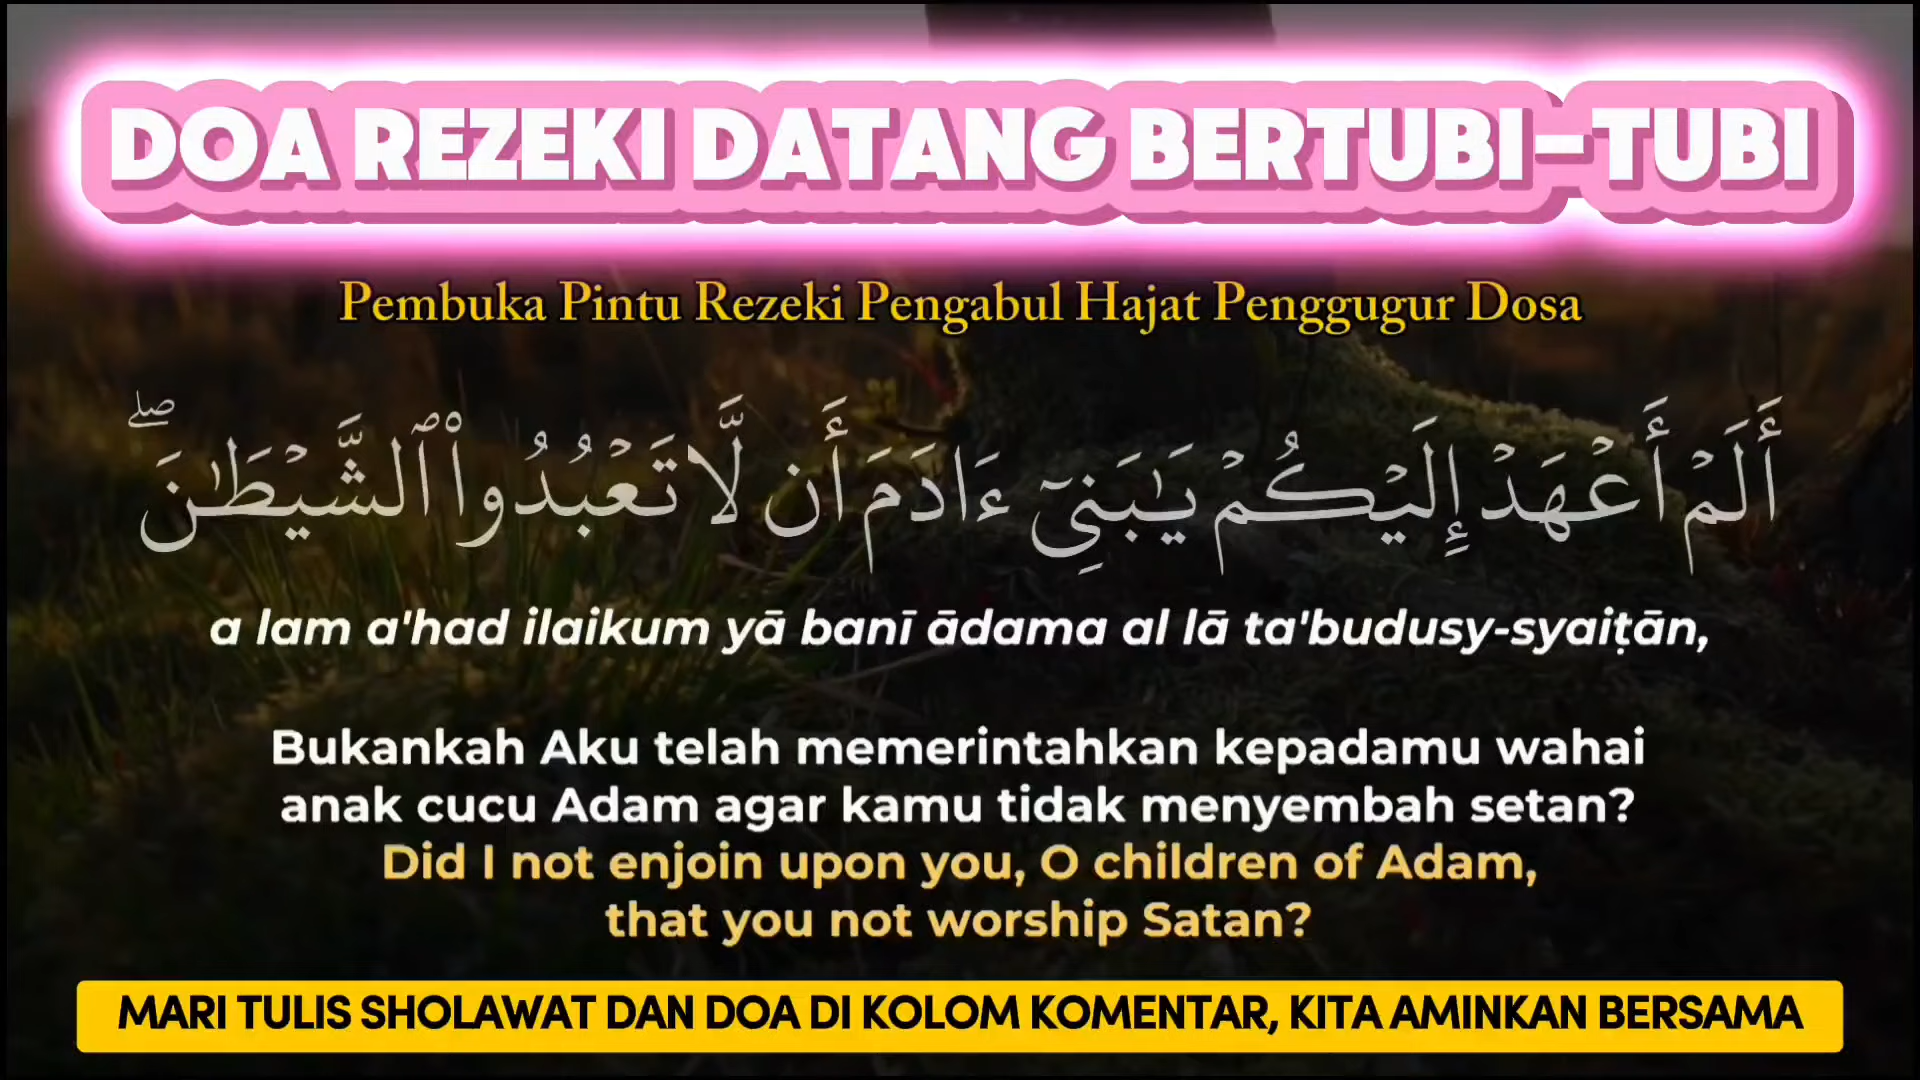 DOA REZEKI DATANG BERTUBI-TUBI
Pembuka Pintu Rezeki Pengabul Hajat Penggugur Dosa
أَلَمْ أَعْهَدْ إِلَيْكُمْ يَـٰبَنِىٓ ءَادَمَ أَن لَّا تَعْبُدُوا۟ ٱلشَّيْطَـٰنَ ۖ
a lam a'had ilaikum yā banī ādama al lā ta'budusy-syaiṭān,
Bukankah Aku telah memerintahkan kepadamu wahai
anak cucu Adam agar kamu tidak menyembah setan?
Did I not enjoin upon you, O children of Adam,
that you not worship Satan?
MARI TULIS SHOLAWAT DAN DOA DI KOLOM KOMENTAR, KITA AMINKAN BERSAMA